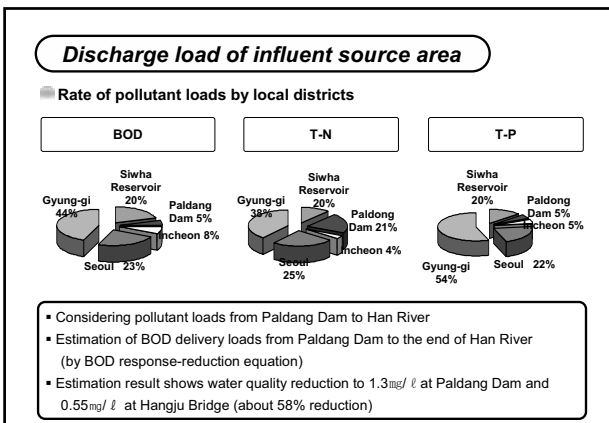 Discharge load of influent source area
Rate of pollutant loads by local districts
BOD
T-N
T-P
Siwha
Reservoir
20%
Gyung-gi
44%
Paldang
Dam 5%
Incheon 8%
Seoul 23%
Siwha
Reservoir
20%
Gyung-gi
38%
Paldong
Dam 21%
Incheon 4%
Seoul
25%
Siwha
Reservoir
20%
Paldong
Dam 5%
Incheon 5%
Gyung-gi
54%
Seoul 22%
▪ Considering pollutant loads from Paldang Dam to Han River
▪ Estimation of BOD delivery loads from Paldang Dam to the end of Han River
(by BOD response-reduction equation)
▪ Estimation result shows water quality reduction to 1.3㎎/ ℓ at Paldang Dam and
0.55㎎/ ℓ at Hangju Bridge (about 58% reduction)